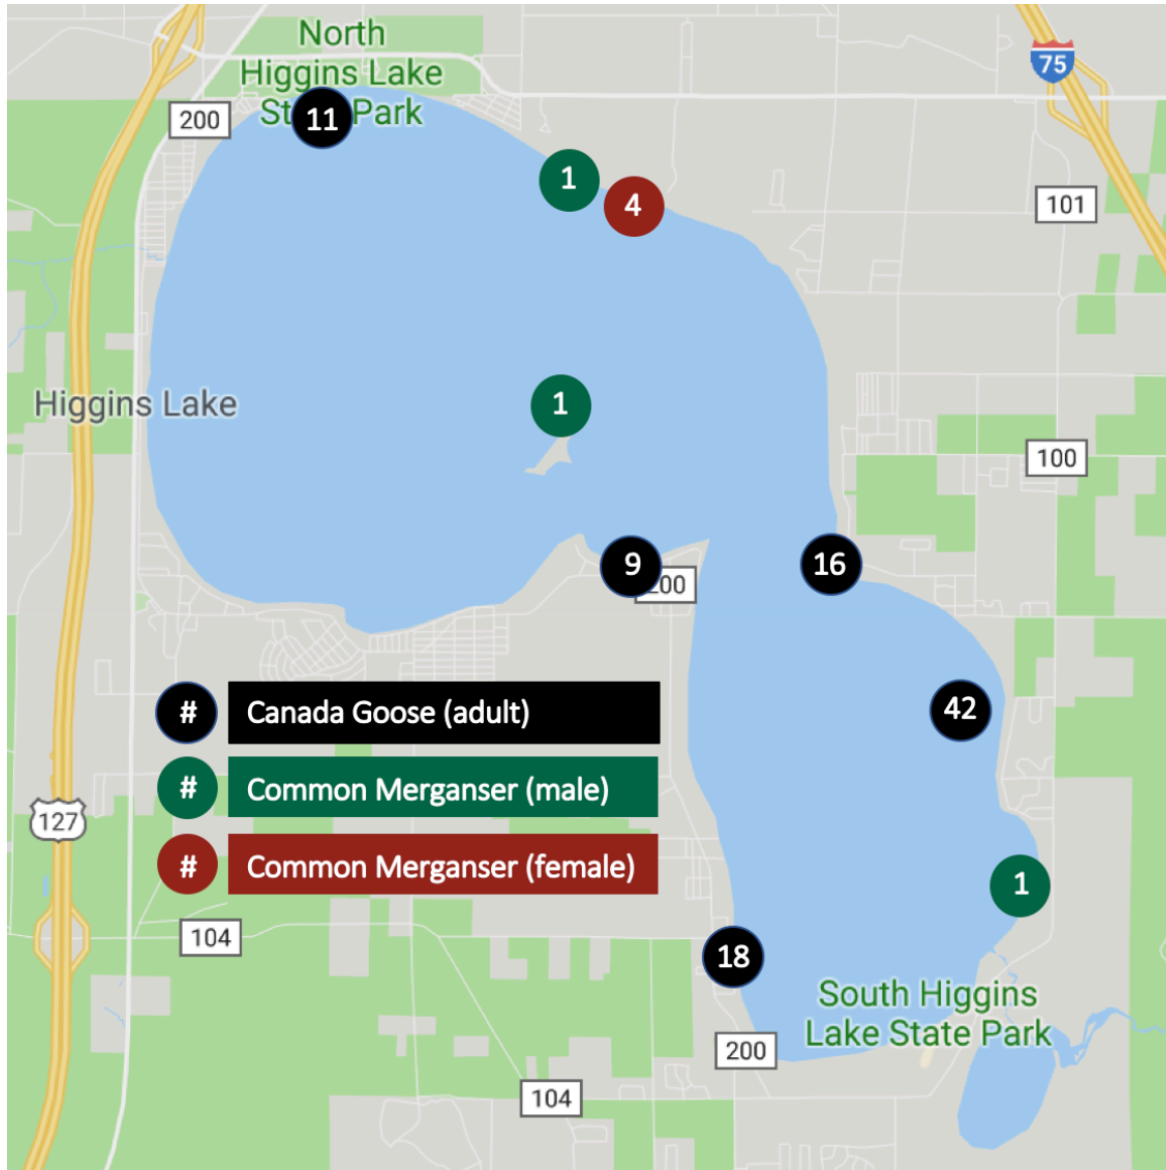 North
Higgins Lake
State Park
75
200
11
1
4
101
1
Higgins Lake
100
9
200
16
# Canada Goose (adult)
42
# Common Merganser (male)
127
# Common Merganser (female)
1
104
18
South Higgins
Lake State Park
200
104